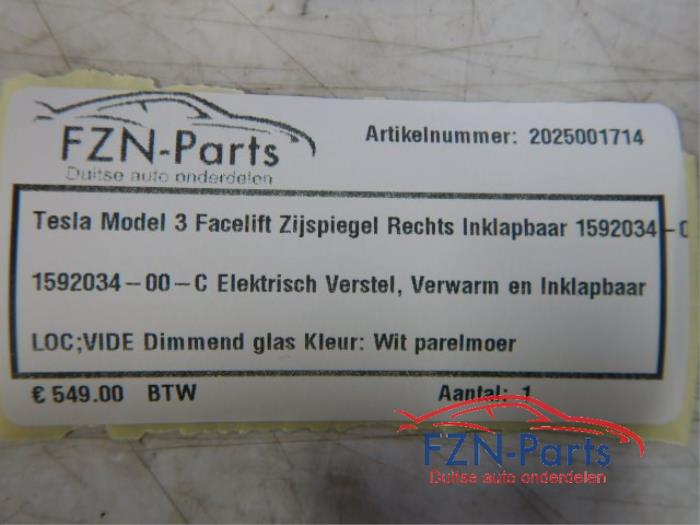 FZN-Parts
Duitse auto onderdelen
Artikelnummer: 2025001714
Tesla Model 3 Facelift Zijspiegel Rechts Inklapbaar 1592034-0
1592034-00-C Elektrisch Verstel, Verwarm en Inklapbaar
LOC;VIDE Dimmend glas Kleur: Wit parelmoer
€ 549.00 BTW
Aantal: 1
FZN-Parts
Duitse auto onderdelen